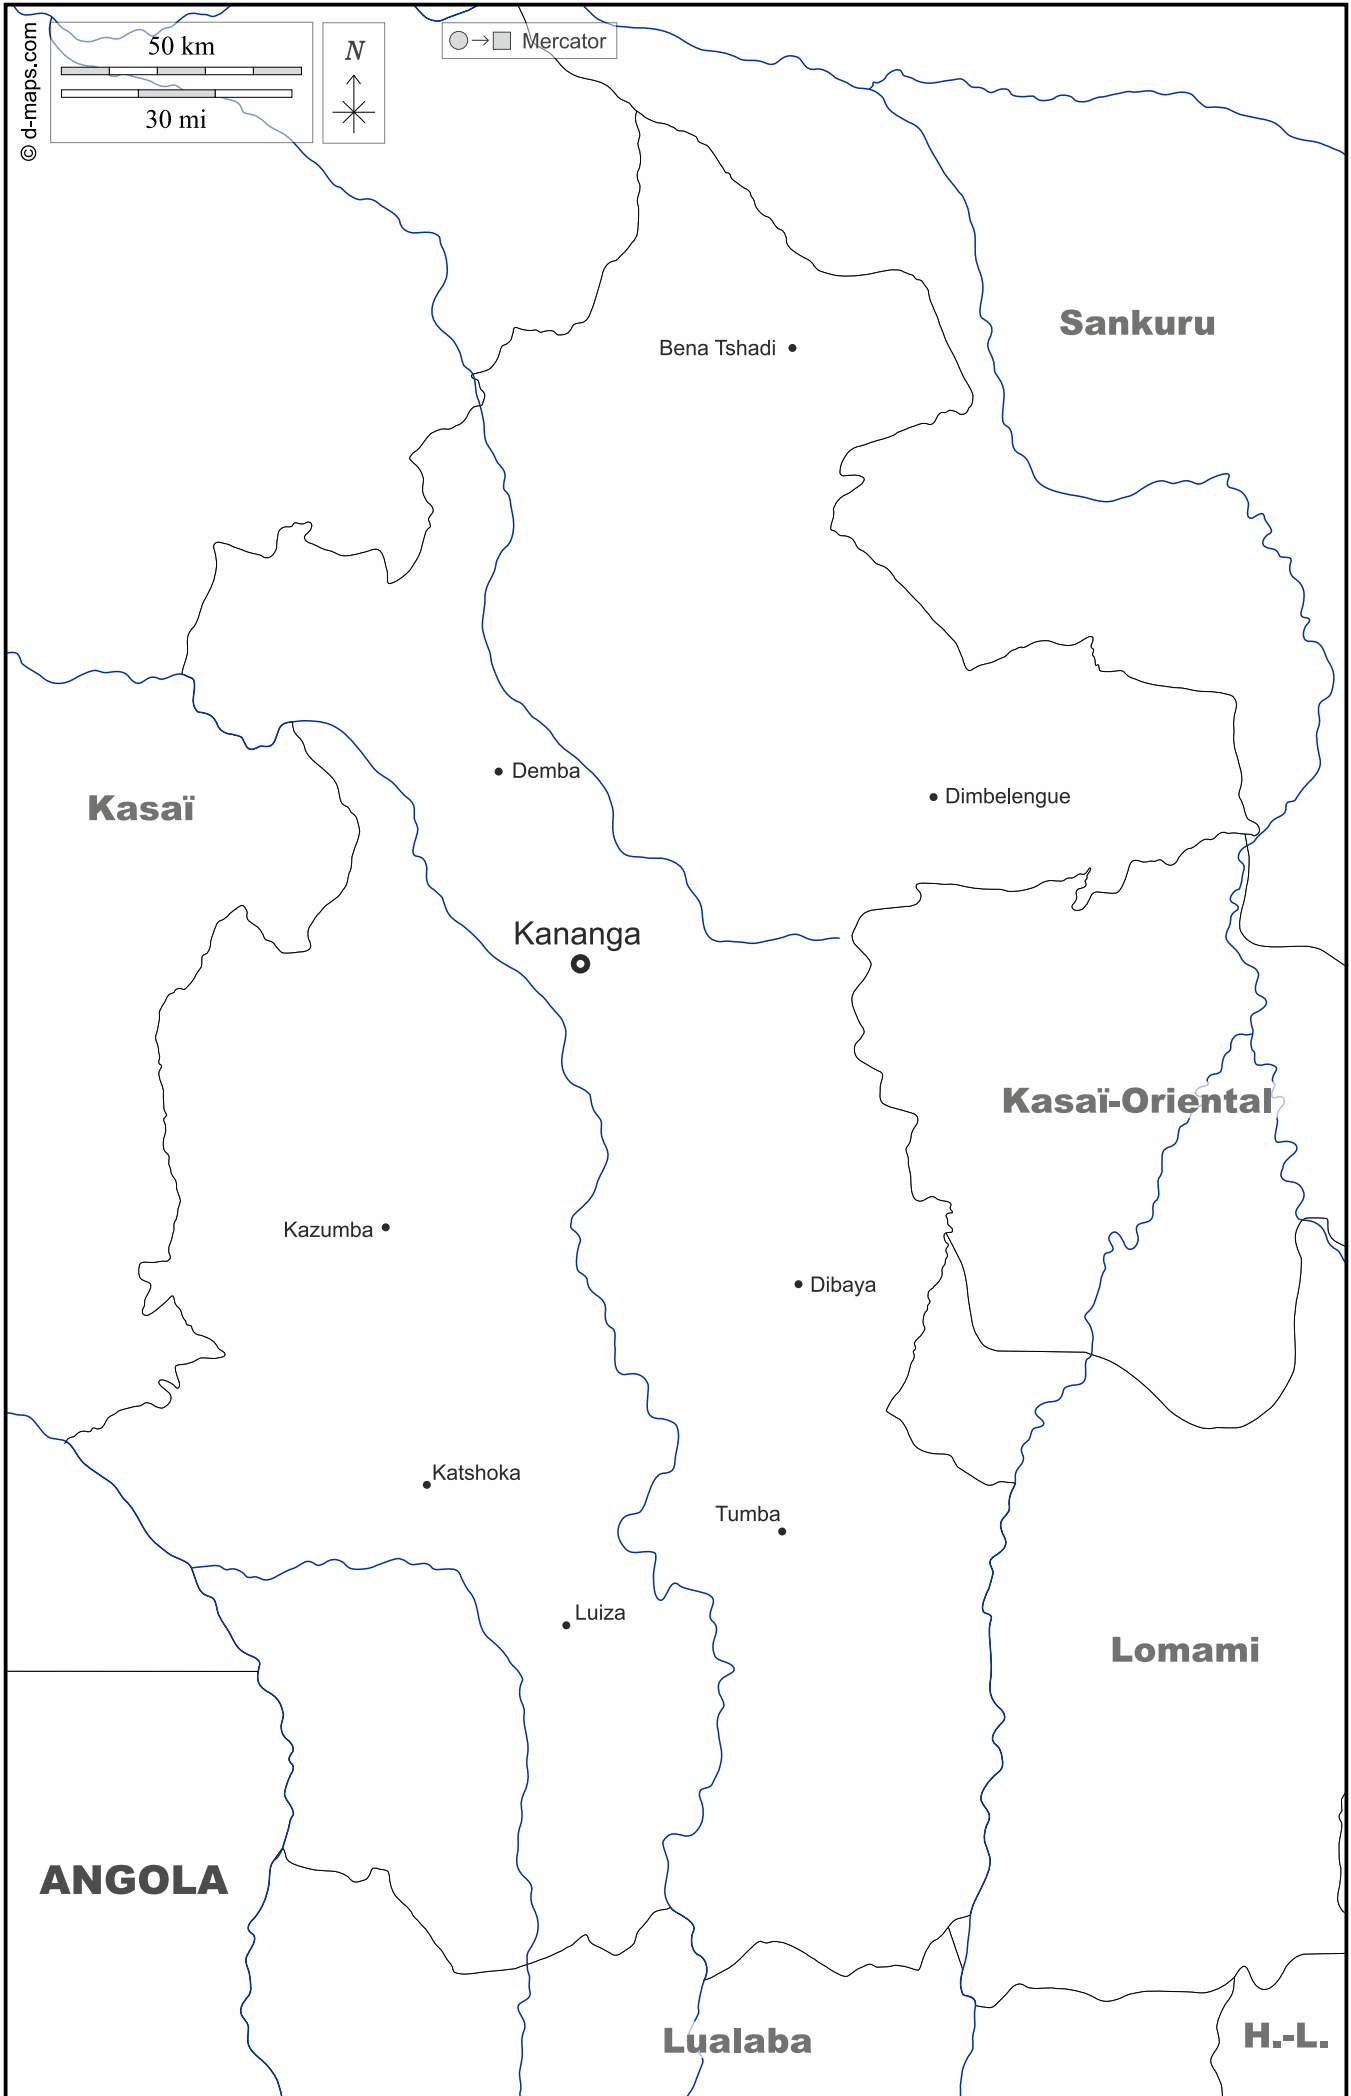 © d-maps.com
50 km
30 mi
N
Mercator
Sankuru
Bena Tshadi
Demba
Dimbelengue
Kasaï
Kananga
Kasaï-Oriental
Kazumba
Dibaya
Katshoka
Tumba
Luiza
Lomami
ANGOLA
Lualaba
H.-L.